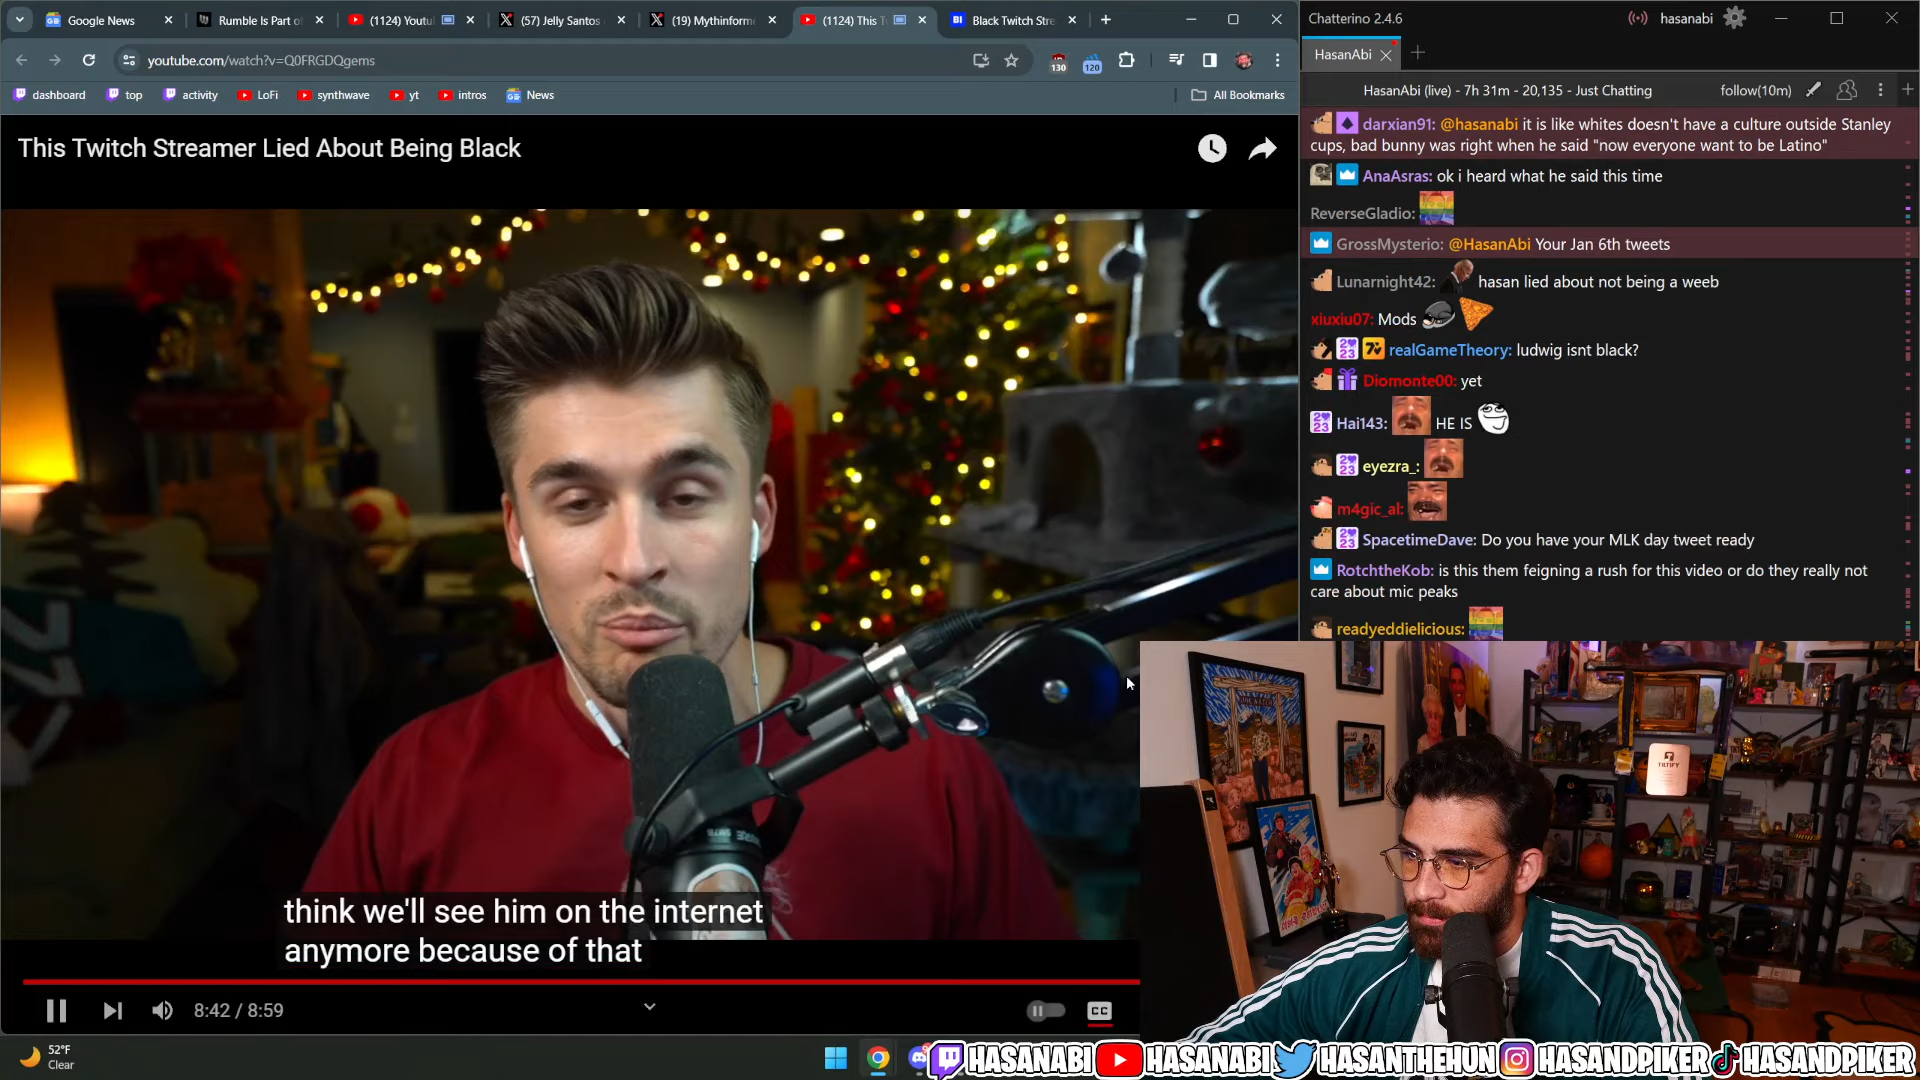 Google News
Rumble Is Part of
(1124) Youtu
(57) Jelly Santos
(19) Mythinform
(1124) This T
BI
Black Twitch Stre
youtube.com/watch?v=Q0FRGDQgems
130
120
dashboard
top
activity
LoFi
synthwave
yt
intros
News
All Bookmarks
This Twitch Streamer Lied About Being Black
think we'll see him on the internet
anymore because of that
8:42 / 8:59
CC
52°F
Clear
Chatterino 2.4.6
hasanabi
HasanAbi
HasanAbi (live) - 7h 31m - 20,135 - Just Chatting
follow(10m)
darxian91: @hasanabi it is like whites doesn't have a culture outside Stanley
cups, bad bunny was right when he said "now everyone want to be Latino"
AnaAsras: ok i heard what he said this time
ReverseGladio:
GrossMysterio: @HasanAbi Your Jan 6th tweets
Lunarnight42: hasan lied about not being a weeb
xiuxiu07: Mods
realGameTheory: ludwig isnt black?
Diomonte00: yet
Hai143: HE IS
eyezra_:
m4gic_al:
SpacetimeDave: Do you have your MLK day tweet ready
RotchtheKob: is this them feigning a rush for this video or do they really not
care about mic peaks
readyeddielicious:
TILTIFY
HASANABI HASANABI HASANTHEHUN HASANDPIKER HASANDPIKER